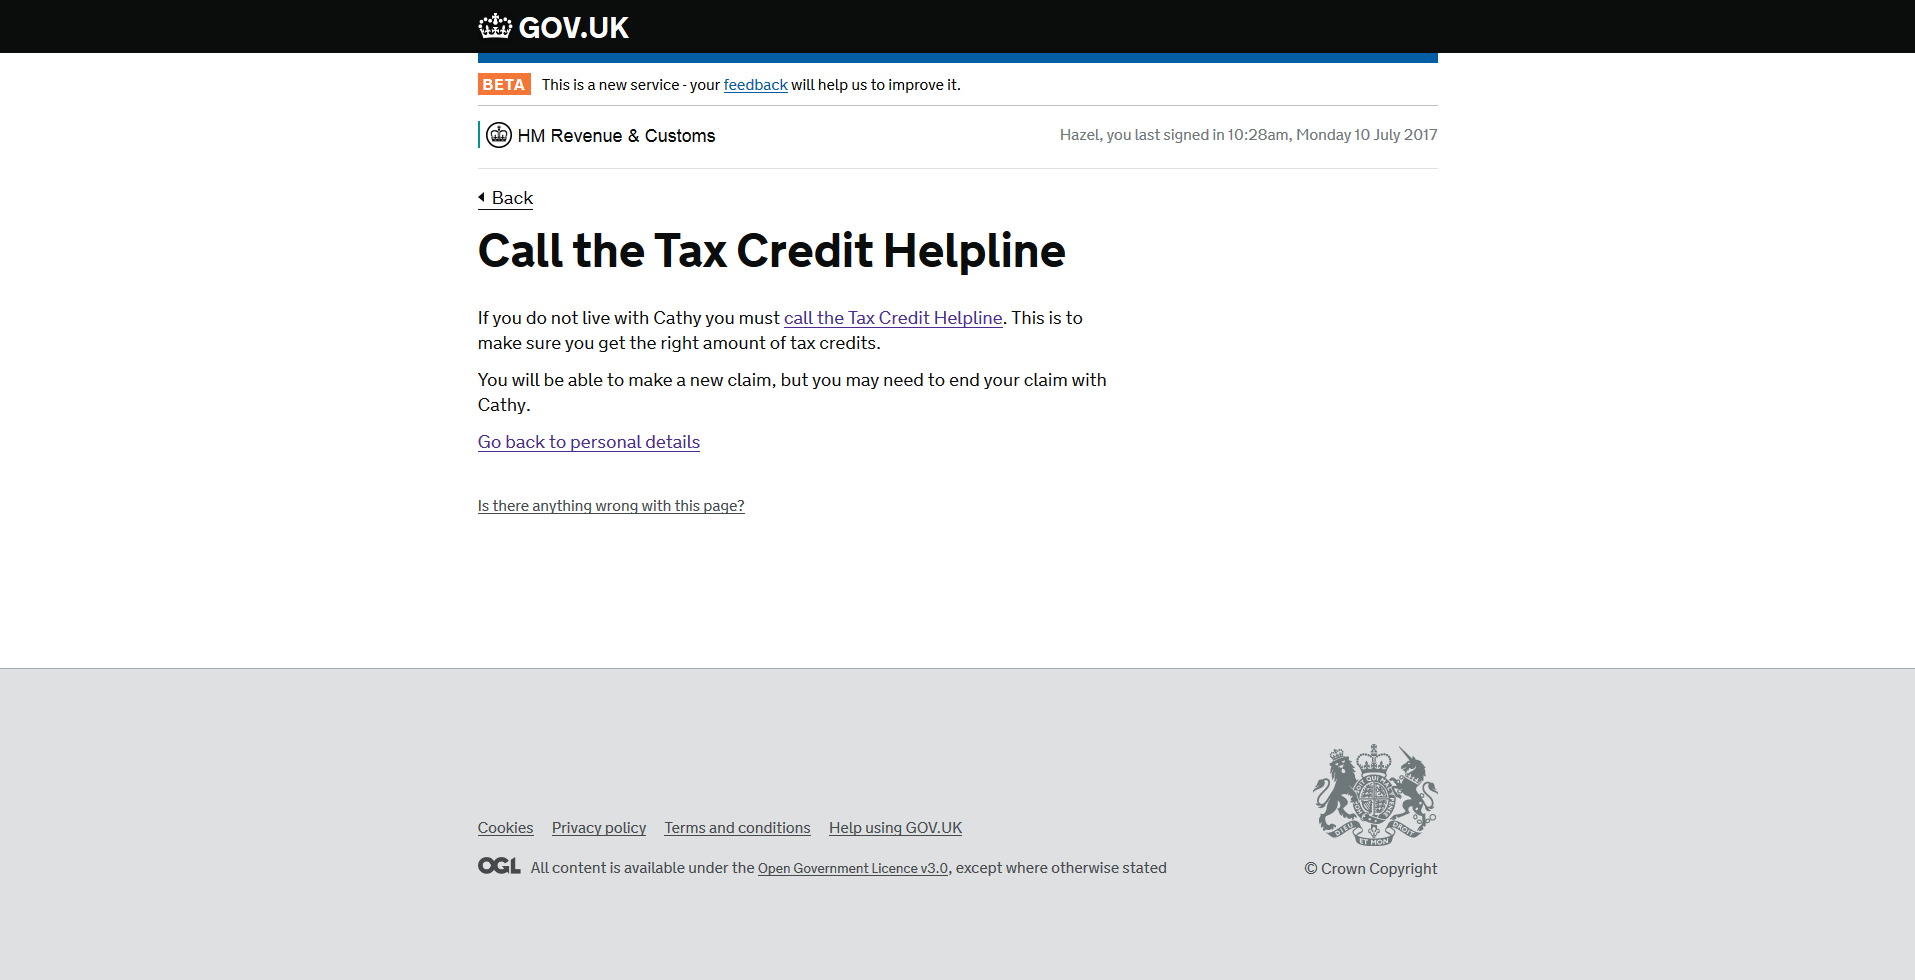 GOV.UK
BETA This is a new service - your feedback will help us to improve it.
HM Revenue & Customs
Hazel, you last signed in 10:28am, Monday 10 July 2017
Back
Call the Tax Credit Helpline
If you do not live with Cathy you must call the Tax Credit Helpline. This is to
make sure you get the right amount of tax credits.
You will be able to make a new claim, but you may need to end your claim with
Cathy.
Go back to personal details
Is there anything wrong with this page?
Cookies Privacy policy Terms and conditions Help using GOV.UK
OGL All content is available under the Open Government Licence v3.0, except where otherwise stated
DIEU ET MON DROIT
© Crown Copyright